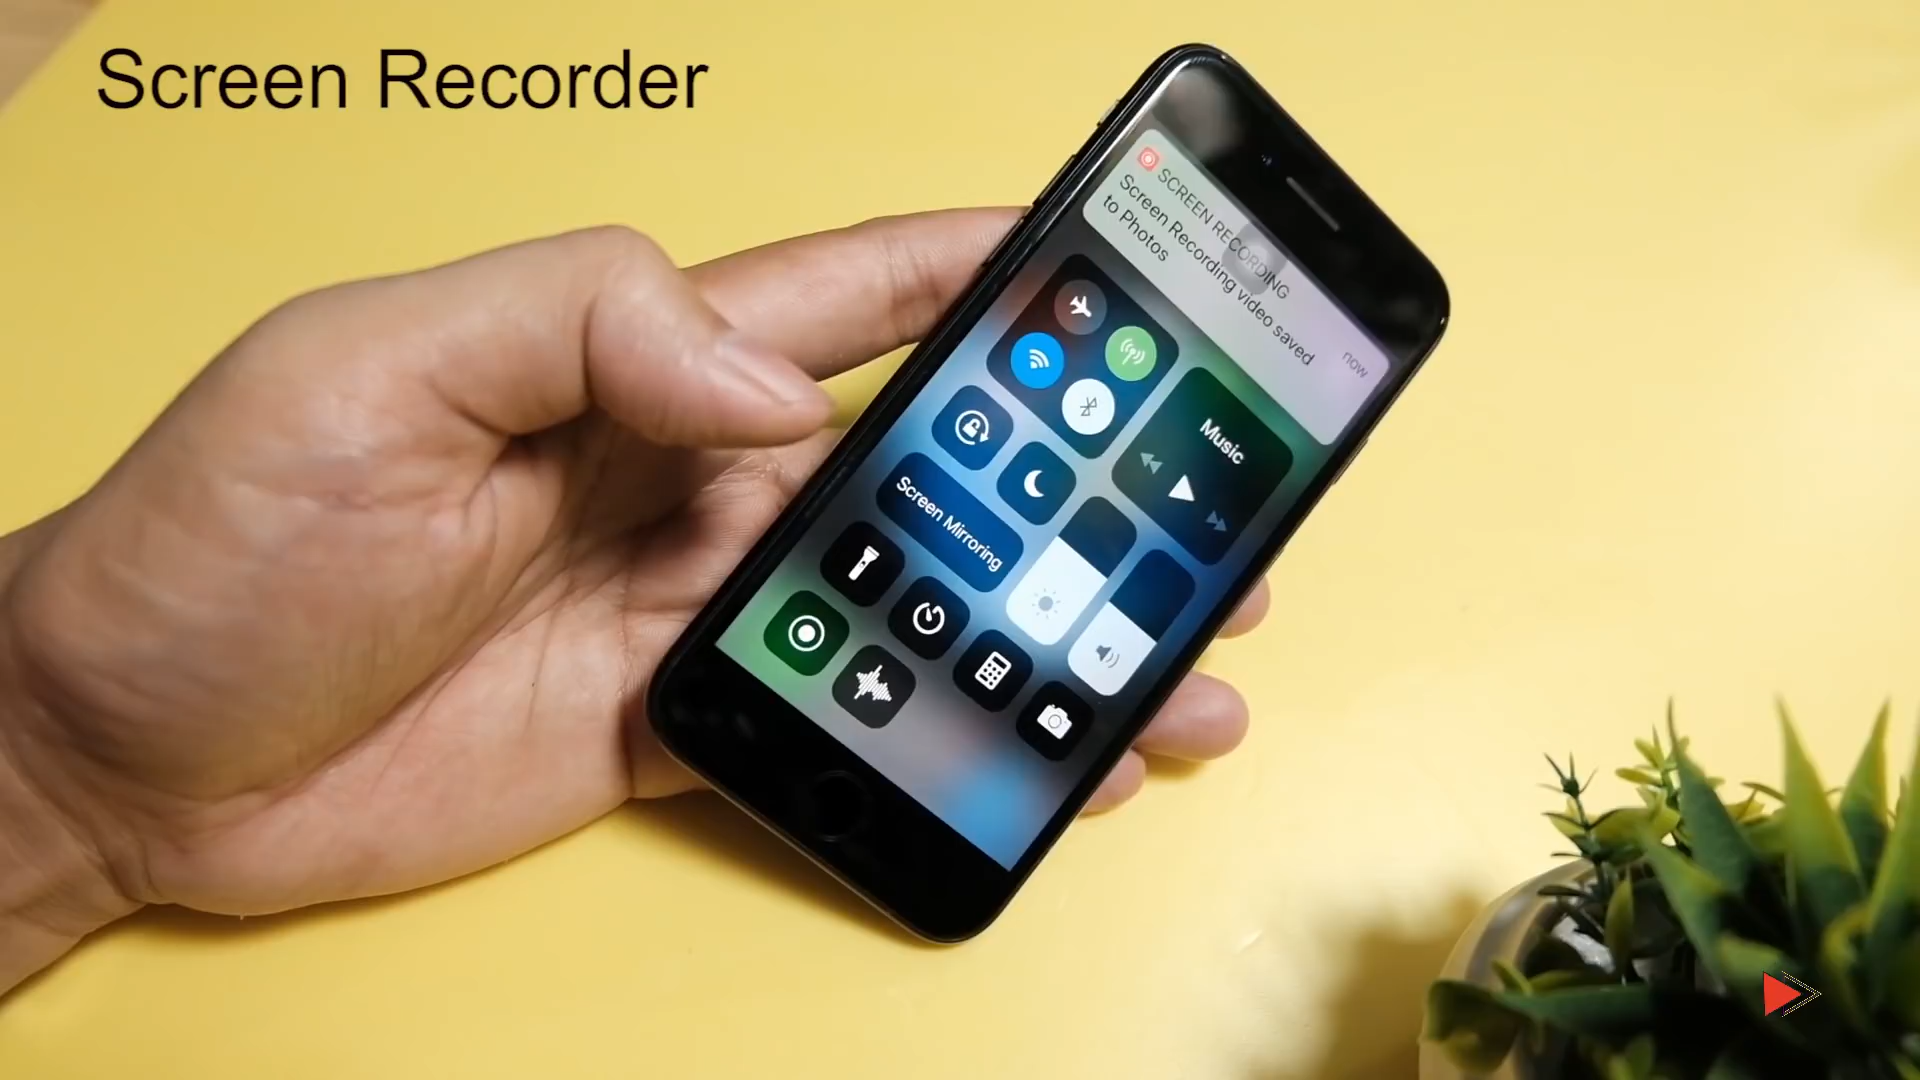 Screen Recorder
SCREEN RECORDING
now
Screen Recording video saved
to Photos
Music
Screen Mirroring